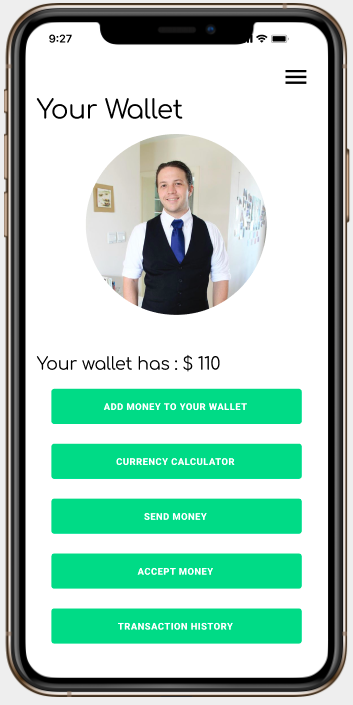 9:27
Your Wallet
Your wallet has : $ 110
ADD MONEY TO YOUR WALLET
CURRENCY CALCULATOR
SEND MONEY
ACCEPT MONEY
TRANSACTION HISTORY